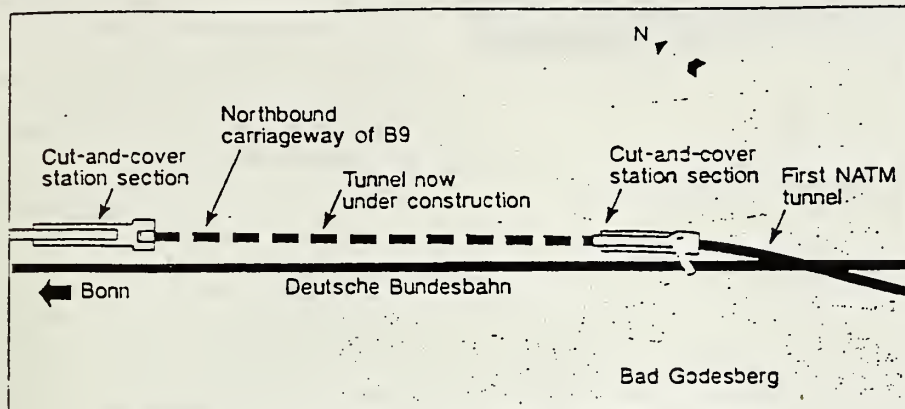 N
Northbound
carriageway of B9
Cut-and-cover
station section
Tunnel now
under construction
Cut-and-cover
station section
First NATM
tunnel
Bonn
Deutsche Bundesbahn
Bad Godesberg